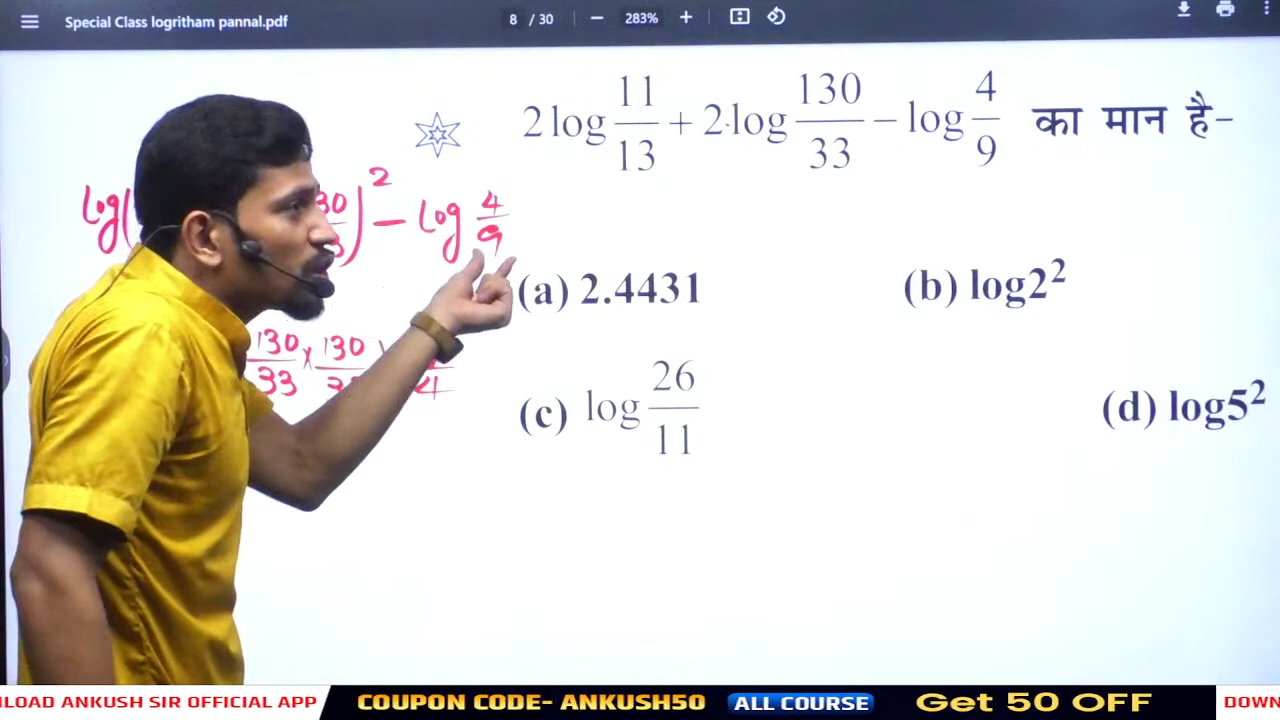 Special Class logritham pannal.pdf
8 / 30
283%
2 log 11/13 + 2·log 130/33 − log 4/9 का मान है-
log( )² − log 4/9
(a) 2.4431
(b) log2²
130/33 × 130
(c) log 26/11
(d) log5²
NLOAD ANKUSH SIR OFFICIAL APP
COUPON CODE- ANKUSH50
ALL COURSE
Get 50 OFF
DOWN